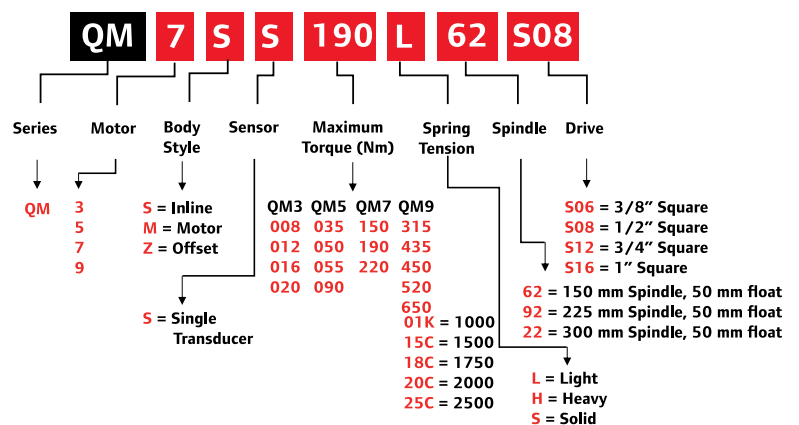 QM 7 S S 190 L 62 S08
Series Motor Body Style Sensor Maximum Torque (Nm) Spring Tension Spindle Drive
QM
3
5
7
9
S = Inline
M = Motor
Z = Offset
S = Single
Transducer
QM3 QM5 QM7 QM9
008 035 150 315
012 050 190 435
016 055 220 450
020 090 520
650
01K = 1000
15C = 1500
18C = 1750
20C = 2000
25C = 2500
L = Light
H = Heavy
S = Solid
62 = 150 mm Spindle, 50 mm float
92 = 225 mm Spindle, 50 mm float
22 = 300 mm Spindle, 50 mm float
S06 = 3/8” Square
S08 = 1/2” Square
S12 = 3/4” Square
S16 = 1” Square